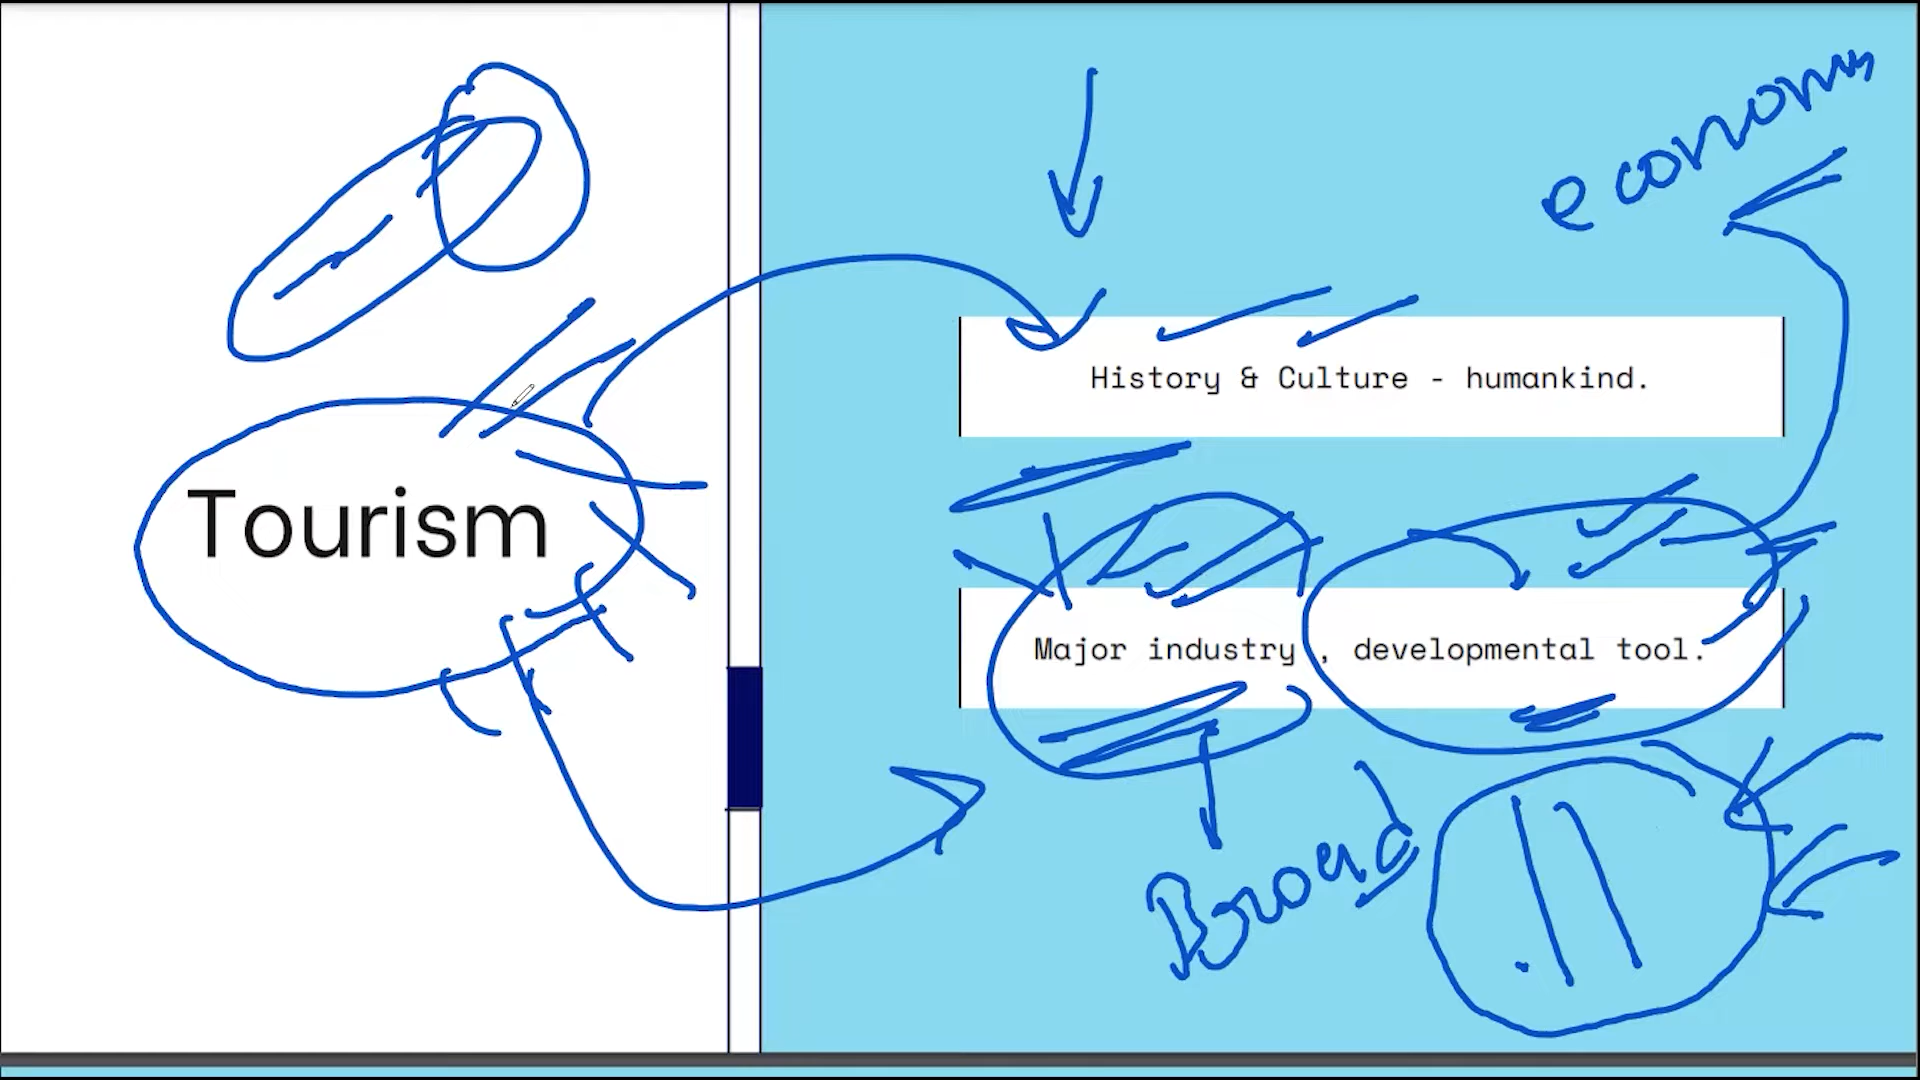 economy
Tourism
History & Culture - humankind.
Major industry , developmental tool.
Broad